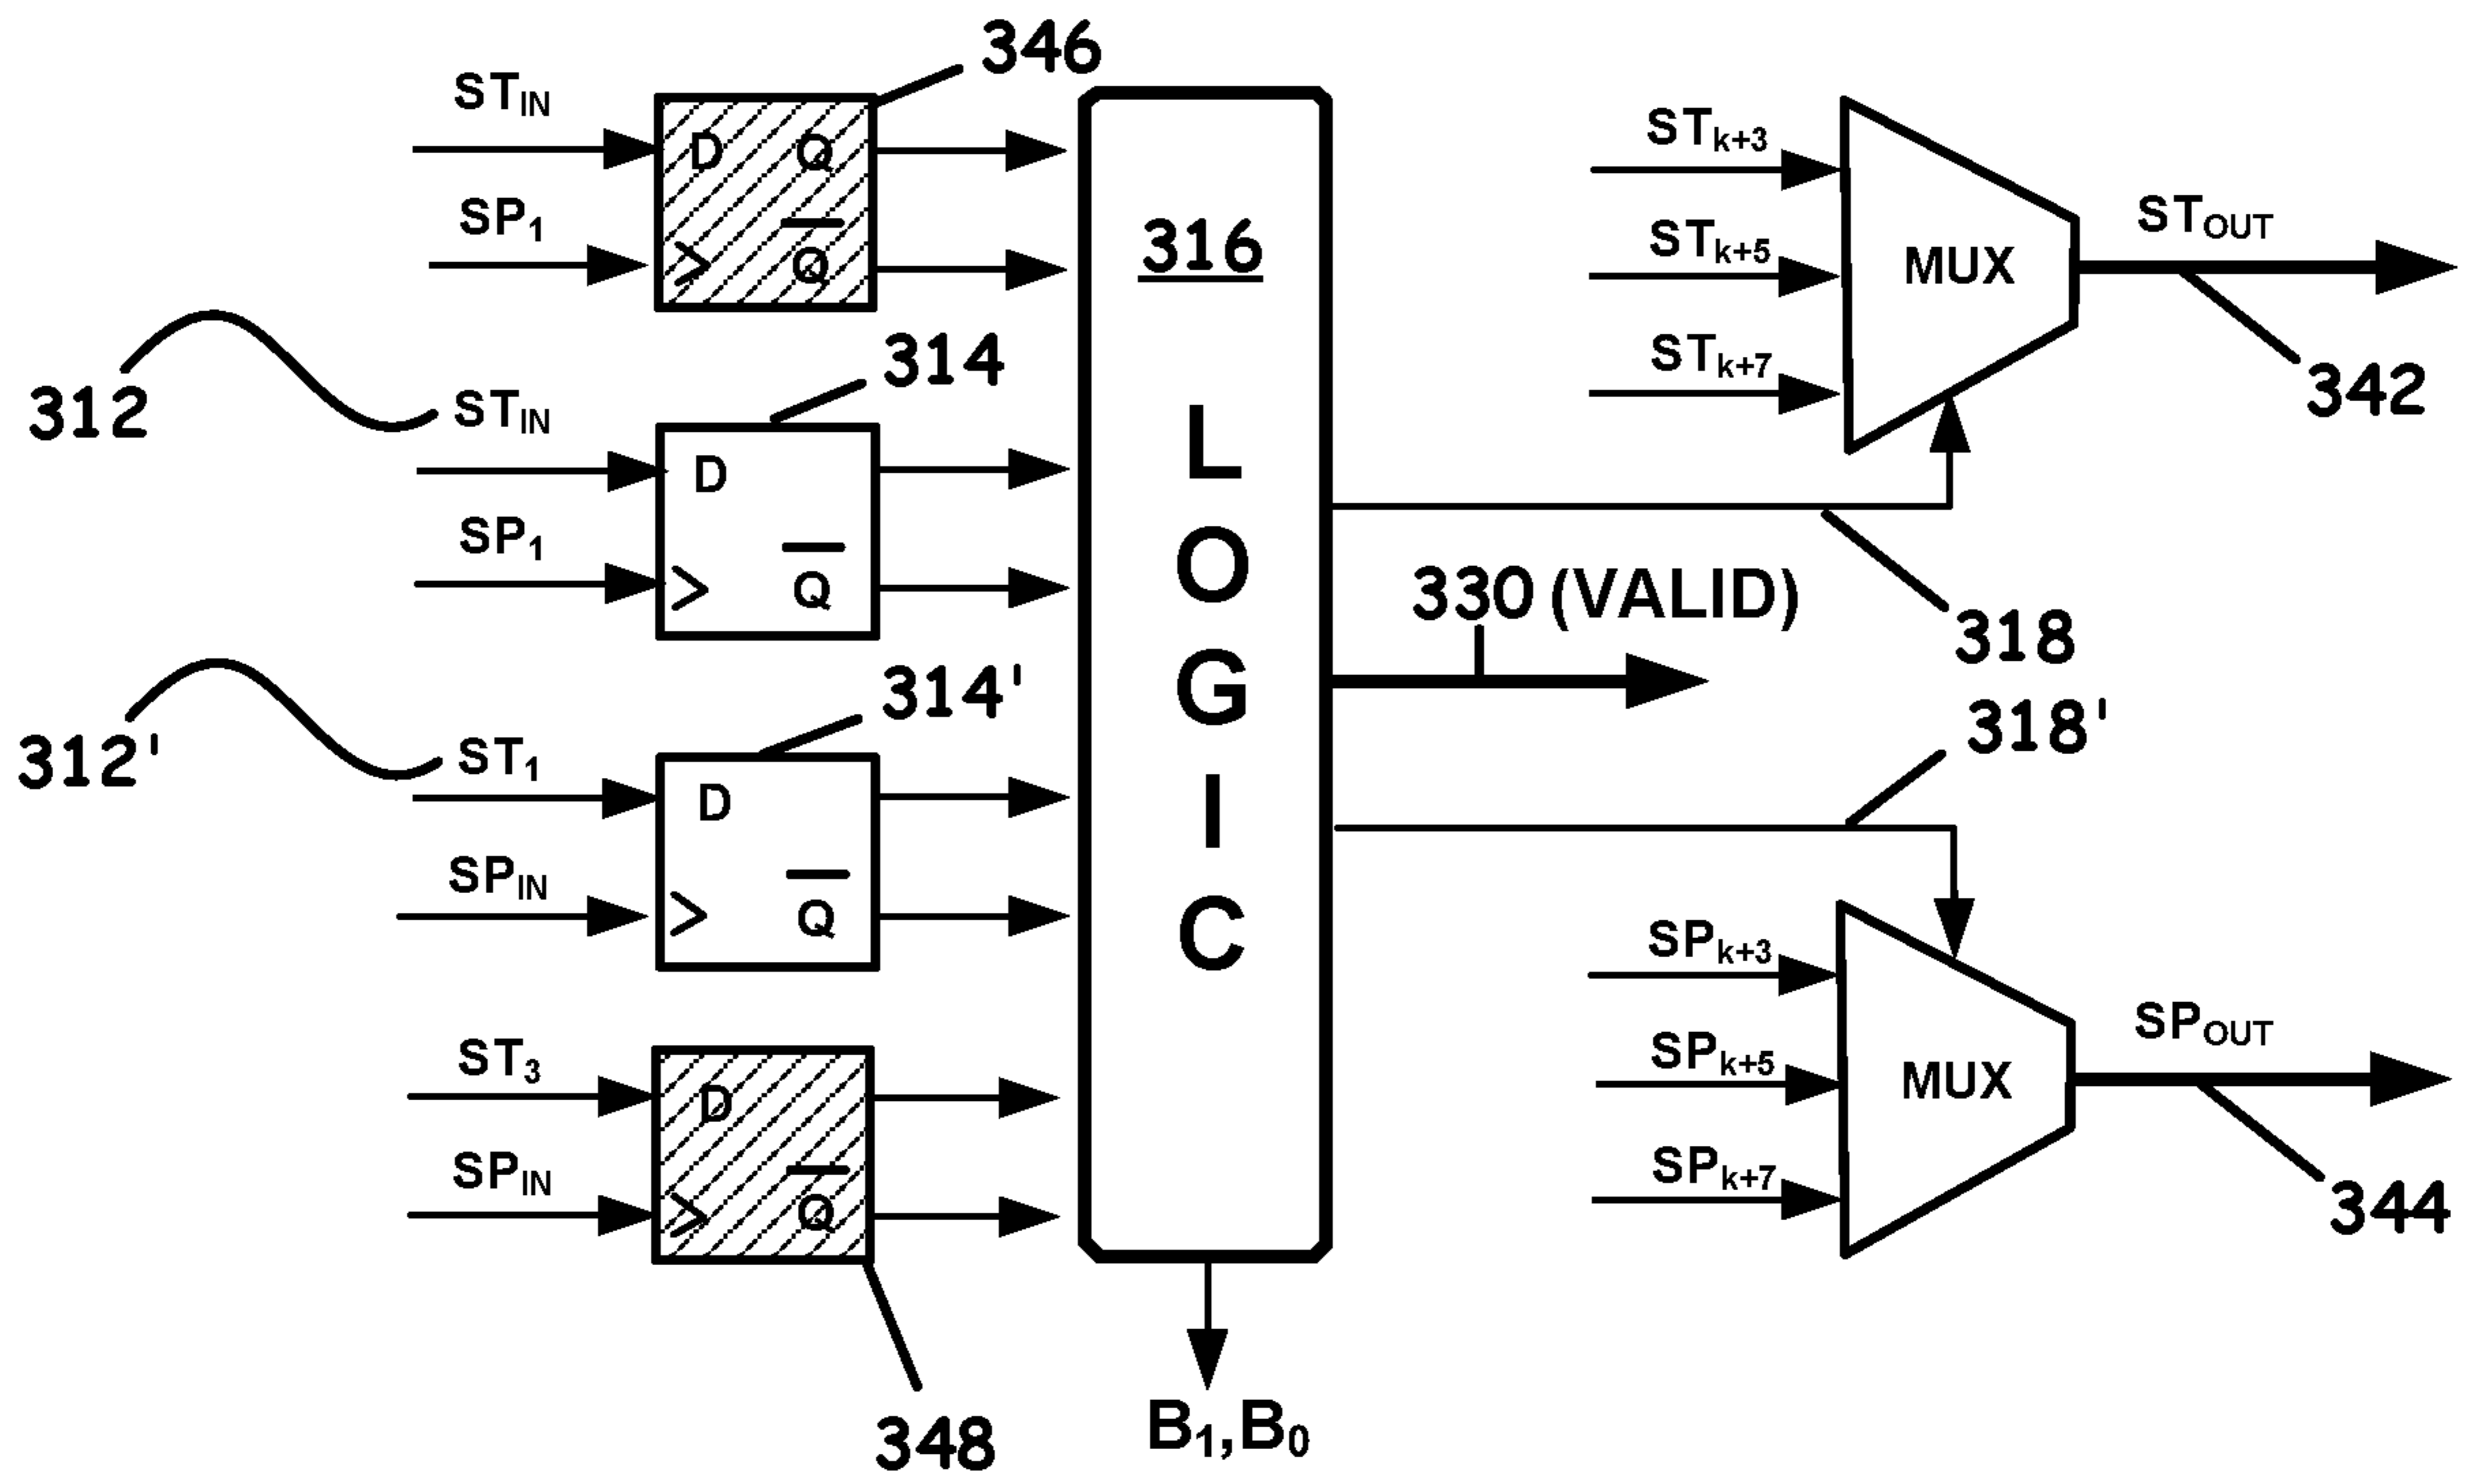 346
ST_IN
D Q
SP_1
> Q̅
312
314
ST_IN
D
SP_1
> Q̅
312'
314'
ST_1
D
SP_IN
> Q̅
ST_3
D
SP_IN
> Q̅
348
316
L
O
G
I
C
B_1,B_0
ST_k+3
ST_k+5
ST_k+7
MUX
ST_OUT
342
318
330 (VALID)
318'
SP_k+3
SP_k+5
SP_k+7
MUX
SP_OUT
344